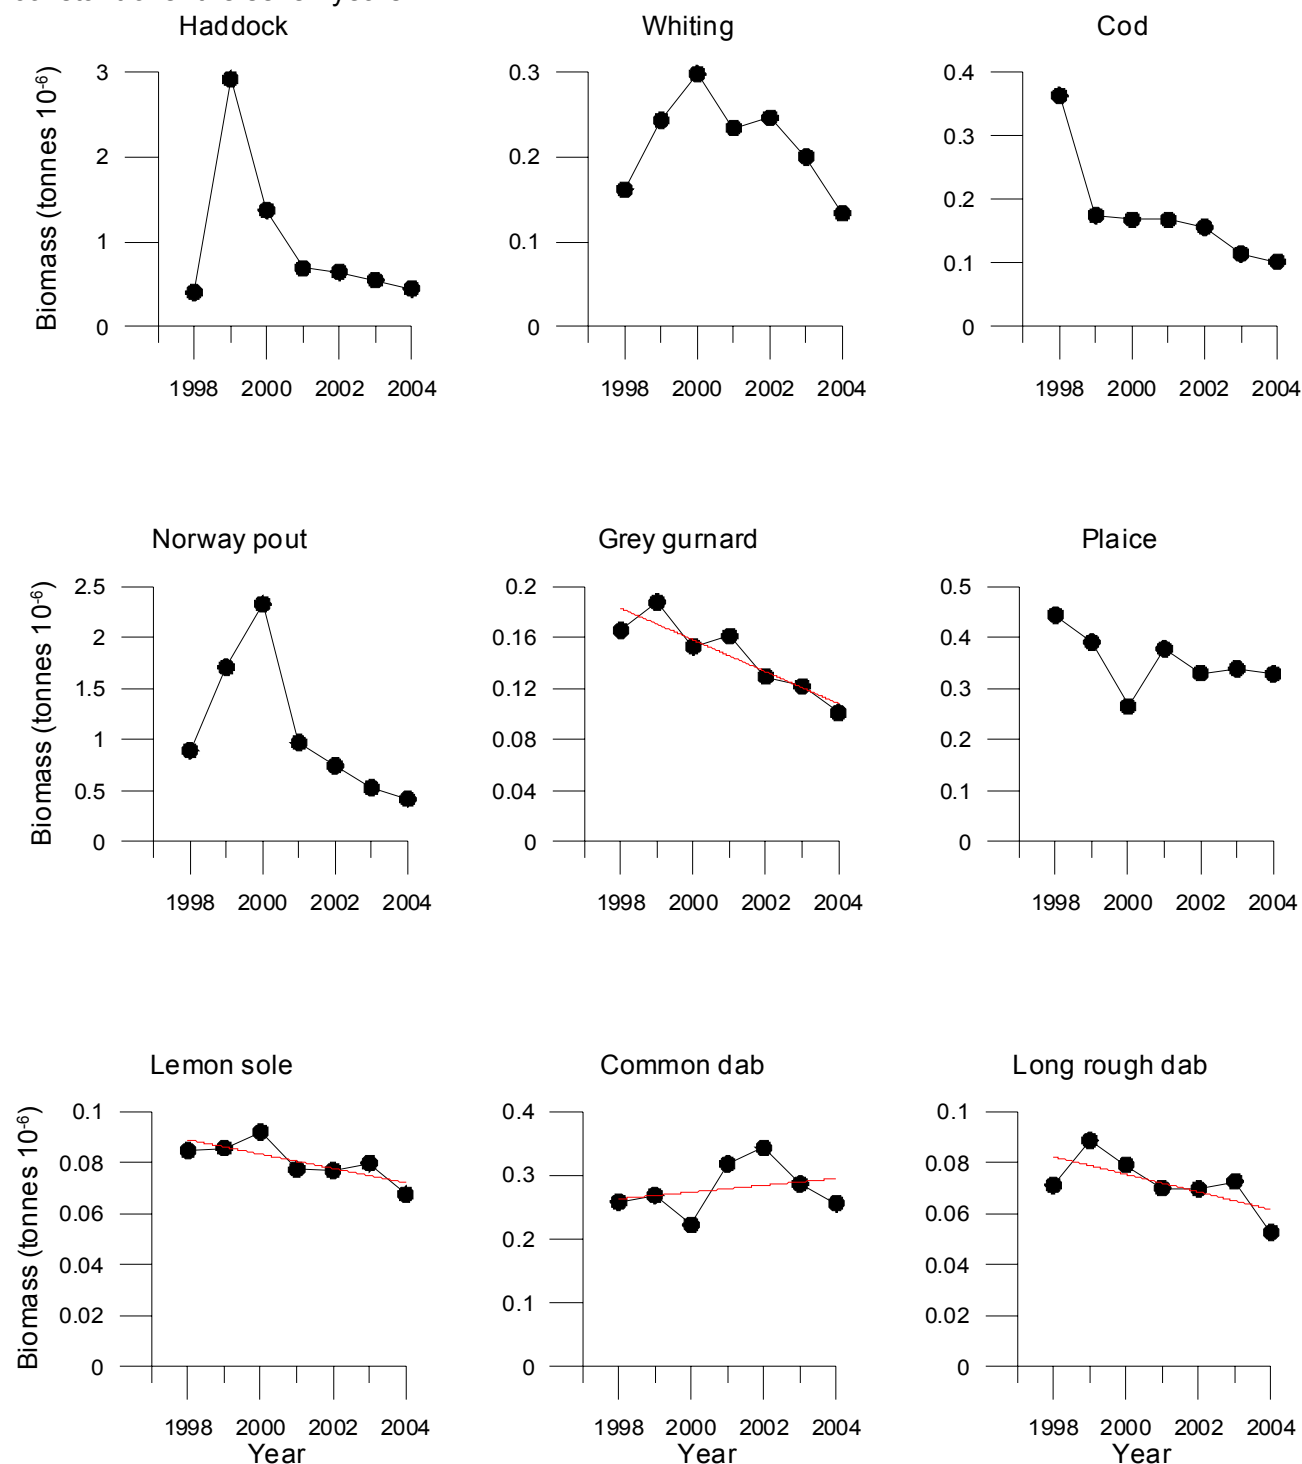 Haddock
Whiting
Cod
Biomass (tonnes 10-6)
3
2
1
0
1998 2000 2002 2004
0.3
0.2
0.1
0
1998 2000 2002 2004
0.4
0.3
0.2
0.1
0
1998 2000 2002 2004
Norway pout
Grey gurnard
Plaice
Biomass (tonnes 10-6)
2.5
2
1.5
1
0.5
0
1998 2000 2002 2004
0.2
0.16
0.12
0.08
0.04
0
1998 2000 2002 2004
0.5
0.4
0.3
0.2
0.1
0
1998 2000 2002 2004
Lemon sole
Common dab
Long rough dab
Biomass (tonnes 10-6)
0.1
0.08
0.06
0.04
0.02
0
1998 2000 2002 2004
Year
0.4
0.3
0.2
0.1
0
1998 2000 2002 2004
Year
0.1
0.08
0.06
0.04
0.02
0
1998 2000 2002 2004
Year